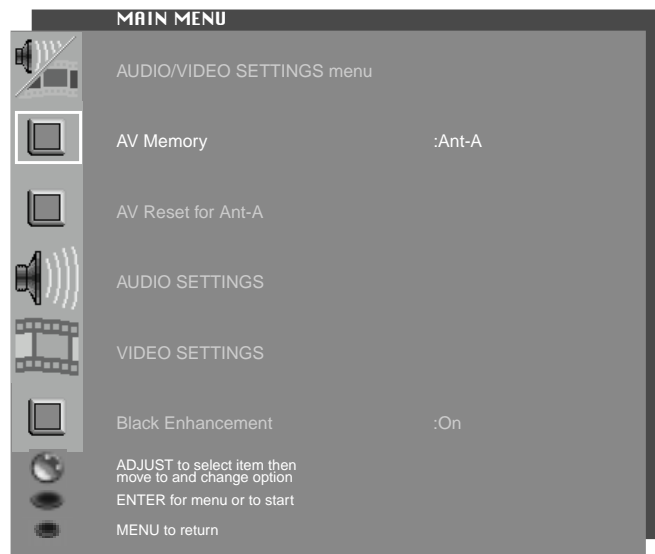 MAIN MENU
AUDIO/VIDEO SETTINGS menu
AV Memory :Ant-A
AV Reset for Ant-A
AUDIO SETTINGS
VIDEO SETTINGS
Black Enhancement :On
ADJUST to select item then
move to and change option
ENTER for menu or to start
MENU to return